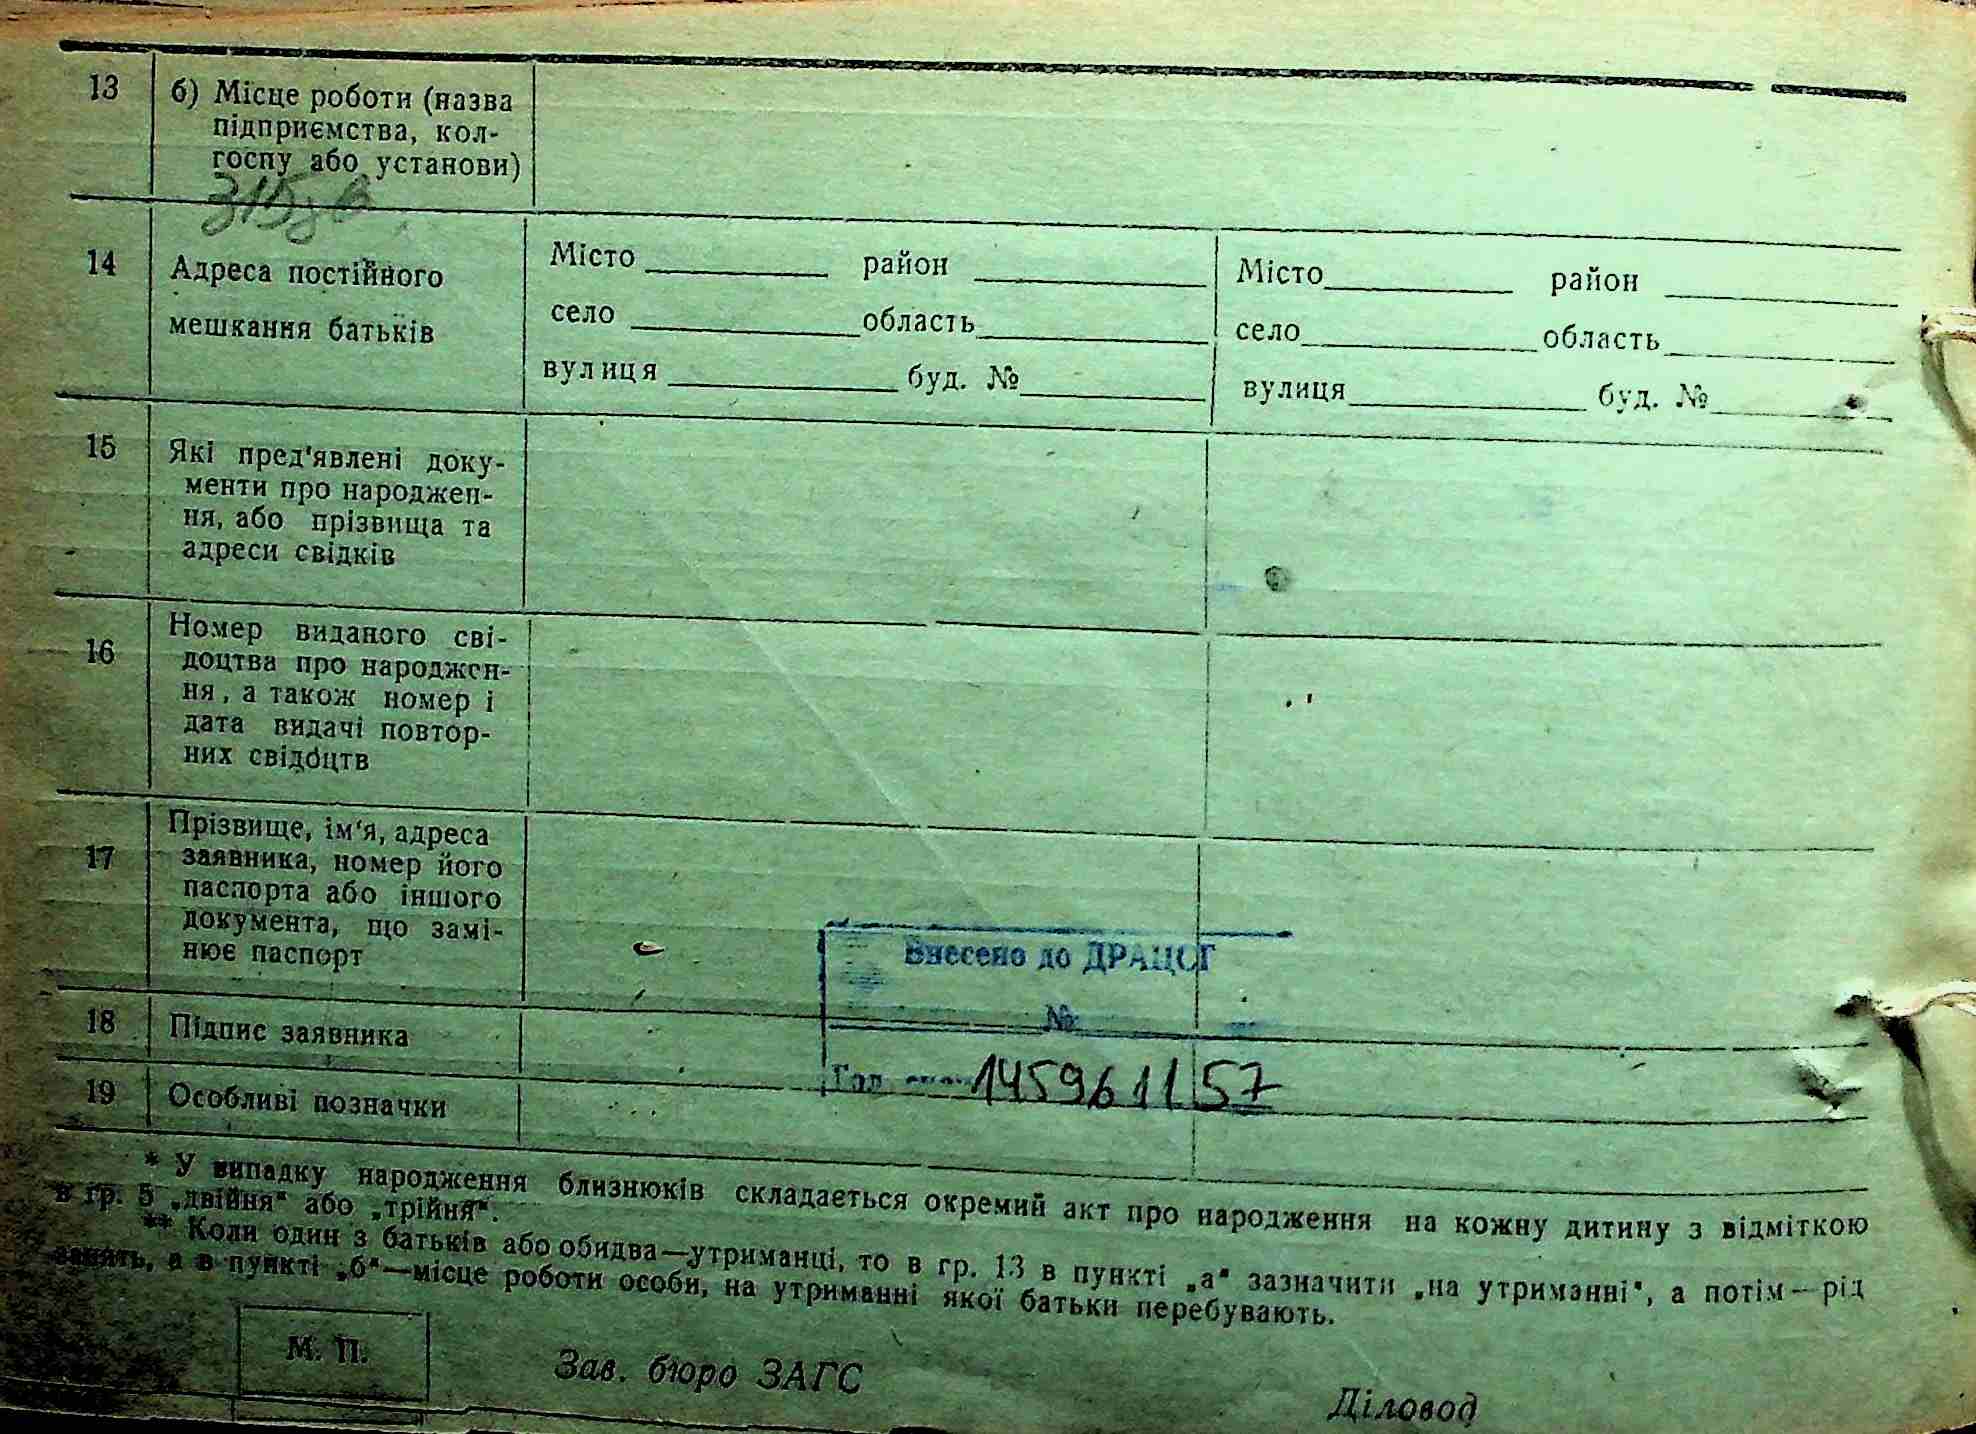 13 б) Місце роботи (назва
підприємства, кол-
госпу або установи)
14 Адреса постійного
мешкання батьків
Місто район
село область
вулиця буд. №
Місто район
село область
вулиця буд. №
15 Які пред'явлені доку-
менти про народжен-
ня, або прізвища та
адреси свідків
16 Номер виданого сві-
доцтва про народжен-
ня, а також номер і
дата видачі повтор-
них свідоцтв
17 Прізвище, ім'я, адреса
заявника, номер його
паспорта або іншого
документа, що замі-
нює паспорт
Внесено до ДРАЦСГ
№
18 Підпис заявника
1459611 57
19 Особливі позначки
* У випадку народження близнюків складається окремий акт про народження на кожну дитину з відміткою
в гр. 5 „двійня“ або „трійня“.
** Коли один з батьків або обидва—утриманці, то в гр. 13 в пункті „а“ зазначити „на утриманні“, а потім—рід
занять, а в пункті „б“—місце роботи особи, на утриманні якої батьки перебувають.
М. П.
Зав. бюро ЗАГС
Діловод